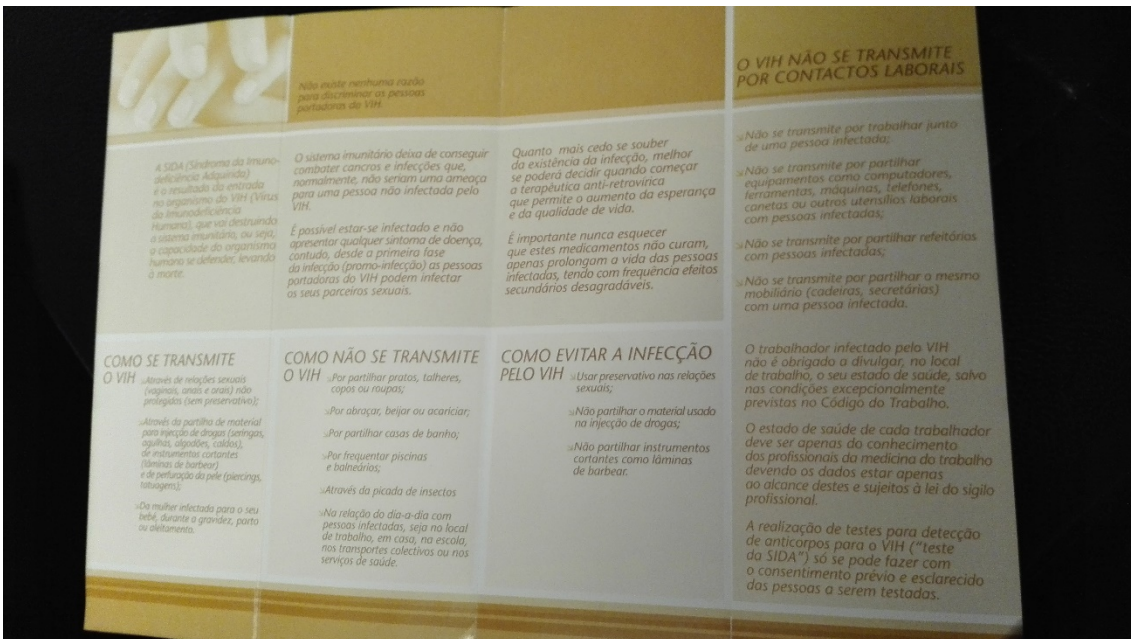 Não existe nenhuma razão
para discriminar as pessoas
portadoras do VIH.
A SIDA (Síndroma da Imuno-
deficiência Adquirida)
é o resultado da entrada
no organismo do VIH (Vírus
da Imunodeficiência
Humana), que vai destruindo
o sistema imunitário, ou seja,
a capacidade do organismo
humano se defender, levando
à morte.
O sistema imunitário deixa de conseguir
combater cancros e infecções que,
normalmente, não seriam uma ameaça
para uma pessoa não infectada pelo
VIH.
É possível estar-se infectado e não
apresentar qualquer sintoma de doença,
contudo, desde a primeira fase
da infecção (promo-infecção) as pessoas
portadoras do VIH podem infectar
os seus parceiros sexuais.
Quanto mais cedo se souber
da existência da infecção, melhor
se poderá decidir quando começar
a terapêutica anti-retrovírica
que permite o aumento da esperança
e da qualidade de vida.
É importante nunca esquecer
que estes medicamentos não curam,
apenas prolongam a vida das pessoas
infectadas, tendo com frequência efeitos
secundários desagradáveis.
COMO SE TRANSMITE
O VIH
Através de relações sexuais
(vaginais, anais e orais) não
protegidas (sem preservativo);
Através da partilha de material
para injecção de drogas (seringas,
agulhas, algodões, caldos),
de instrumentos cortantes
(lâminas de barbear)
e de perfuração da pele (piercings,
tatuagens);
Da mulher infectada para o seu
bebé, durante a gravidez, parto
ou aleitamento.
COMO NÃO SE TRANSMITE
O VIH
Por partilhar pratos, talheres,
copos ou roupas;
Por abraçar, beijar ou acariciar;
Por partilhar casas de banho;
Por frequentar piscinas
e balneários;
Através da picada de insectos
Na relação do dia-a-dia com
pessoas infectadas, seja no local
de trabalho, em casa, na escola,
nos transportes colectivos ou nos
serviços de saúde.
COMO EVITAR A INFECÇÃO
PELO VIH
Usar preservativo nas relações
sexuais;
Não partilhar o material usado
na injecção de drogas;
Não partilhar instrumentos
cortantes como lâminas
de barbear.
O VIH NÃO SE TRANSMITE
POR CONTACTOS LABORAIS
Não se transmite por trabalhar junto
de uma pessoa infectada;
Não se transmite por partilhar
equipamentos como computadores,
ferramentas, máquinas, telefones,
canetas ou outros utensílios laborais
com pessoas infectadas;
Não se transmite por partilhar refeitórios
com pessoas infectadas;
Não se transmite por partilhar o mesmo
mobiliário (cadeiras, secretárias)
com uma pessoa infectada.
O trabalhador infectado pelo VIH
não é obrigado a divulgar, no local
de trabalho, o seu estado de saúde, salvo
nas condições excepcionalmente
previstas no Código do Trabalho.
O estado de saúde de cada trabalhador
deve ser apenas do conhecimento
dos profissionais da medicina do trabalho
devendo os dados estar apenas
ao alcance destes e sujeitos à lei do sigilo
profissional.
A realização de testes para detecção
de anticorpos para o VIH ("teste
da SIDA") só se pode fazer com
o consentimento prévio e esclarecido
das pessoas a serem testadas.